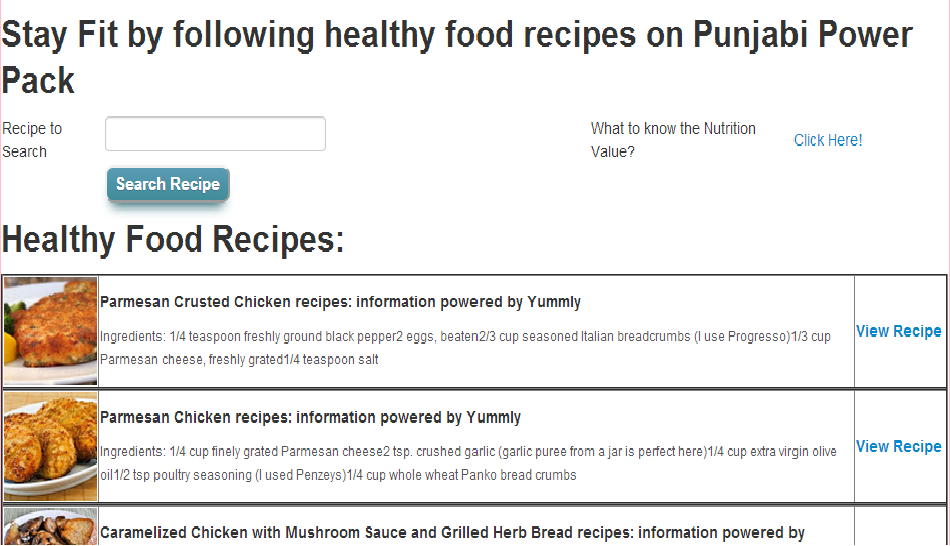 Stay Fit by following healthy food recipes on Punjabi Power
Pack
Recipe to
Search
What to know the Nutrition
Value?
Click Here!
Search Recipe
Healthy Food Recipes:
Parmesan Crusted Chicken recipes: information powered by Yummly
Ingredients: 1/4 teaspoon freshly ground black pepper2 eggs, beaten2/3 cup seasoned Italian breadcrumbs (I use Progresso)1/3 cup
Parmesan cheese, freshly grated1/4 teaspoon salt
View Recipe
Parmesan Chicken recipes: information powered by Yummly
Ingredients: 1/4 cup finely grated Parmesan cheese2 tsp. crushed garlic (garlic puree from a jar is perfect here)1/4 cup extra virgin olive
oil1/2 tsp poultry seasoning (I used Penzeys)1/4 cup whole wheat Panko bread crumbs
View Recipe
Caramelized Chicken with Mushroom Sauce and Grilled Herb Bread recipes: information powered by